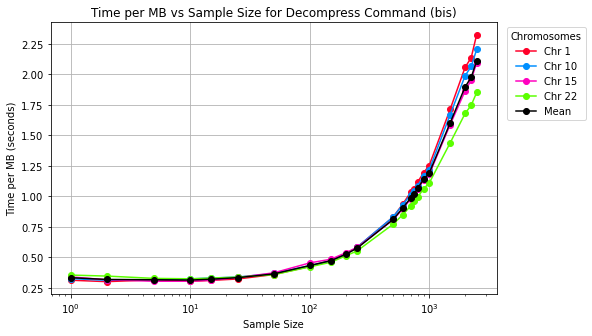 Time per MB vs Sample Size for Decompress Command (bis)
Chromosomes
Chr 1
Chr 10
Chr 15
Chr 22
Mean
Time per MB (seconds)
2.25
2.00
1.75
1.50
1.25
1.00
0.75
0.50
0.25
10⁰
10¹
10²
10³
Sample Size